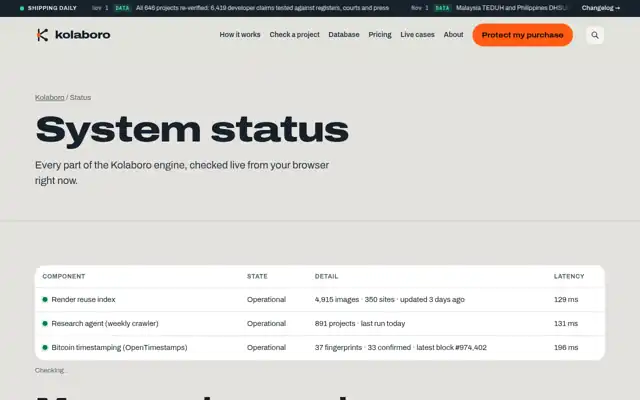 SHIPPING DAILY
Nov 1 DATA All 646 projects re-verified: 6,419 developer claims tested against registers, courts and press
Nov 1 DATA Malaysia TEDUH and Philippines
Changelog →
kolaboro
How it works Check a project Database Pricing Live cases About Protect my purchase
Kolaboro / Status
System status
Every part of the Kolaboro engine, checked live from your browser
right now.
COMPONENT STATE DETAIL LATENCY
Render reuse index Operational 4,915 images · 350 sites · updated 3 days ago 129 ms
Research agent (weekly crawler) Operational 891 projects · last run today 131 ms
Bitcoin timestamping (OpenTimestamps) Operational 37 fingerprints · 33 confirmed · latest block #974,402 196 ms
Checking…